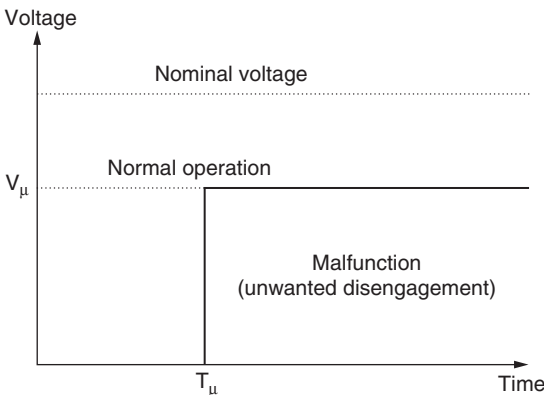 Voltage
Nominal voltage
Normal operation
Vμ
Malfunction
(unwanted disengagement)
Tμ
Time